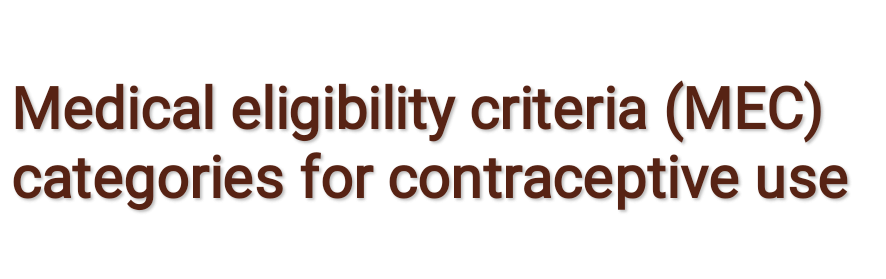 Medical eligibility criteria (MEC)
categories for contraceptive use